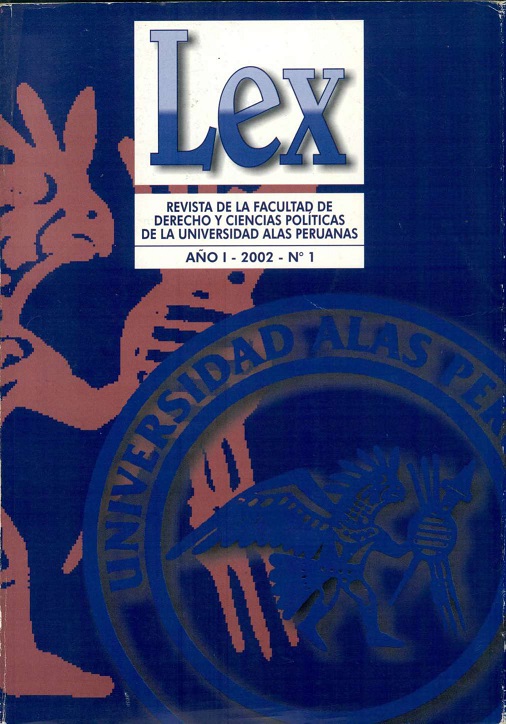 Lex
REVISTA DE LA FACULTAD DE
DERECHO Y CIENCIAS POLÍTICAS
DE LA UNIVERSIDAD ALAS PERUANAS
AÑO I - 2002 - N° 1
UNIVERSIDAD ALAS PER